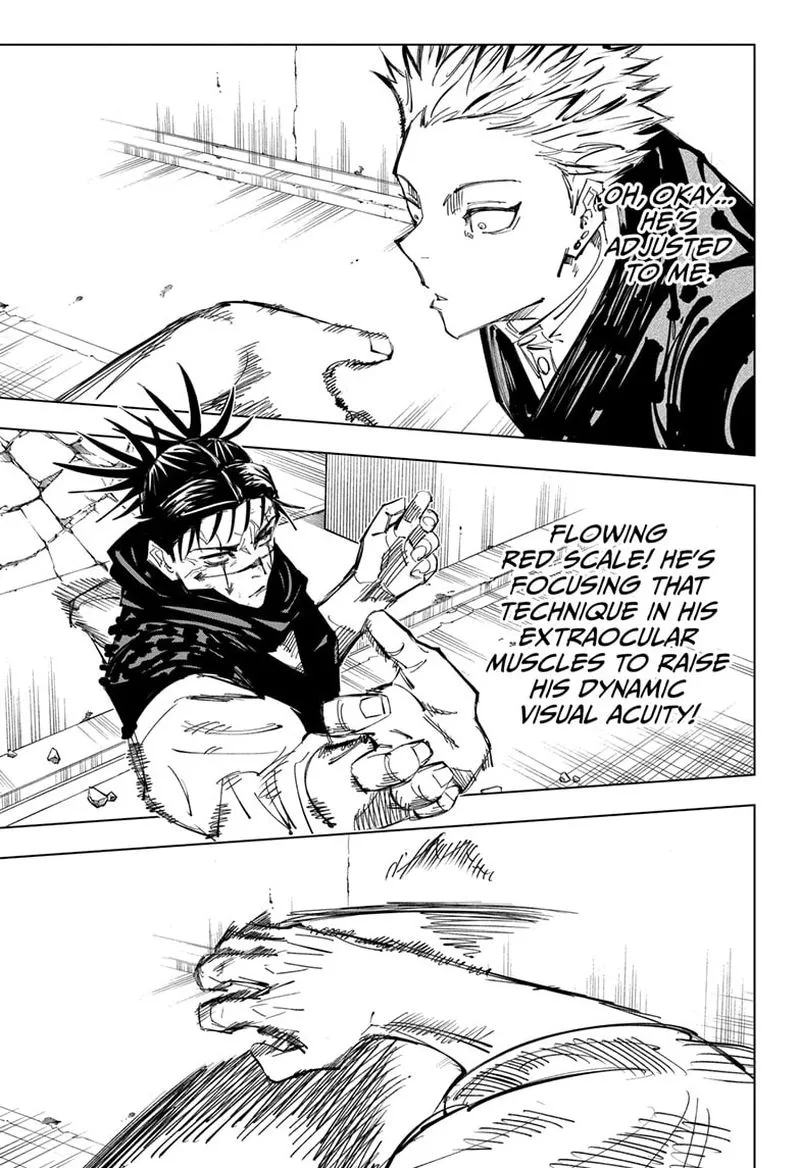 OH, OKAY...
HE'S
ADJUSTED
TO ME.
FLOWING
RED SCALE! HE'S
FOCUSING THAT
TECHNIQUE IN HIS
EXTRAOCULAR
MUSCLES TO RAISE
HIS DYNAMIC
VISUAL ACUITY!